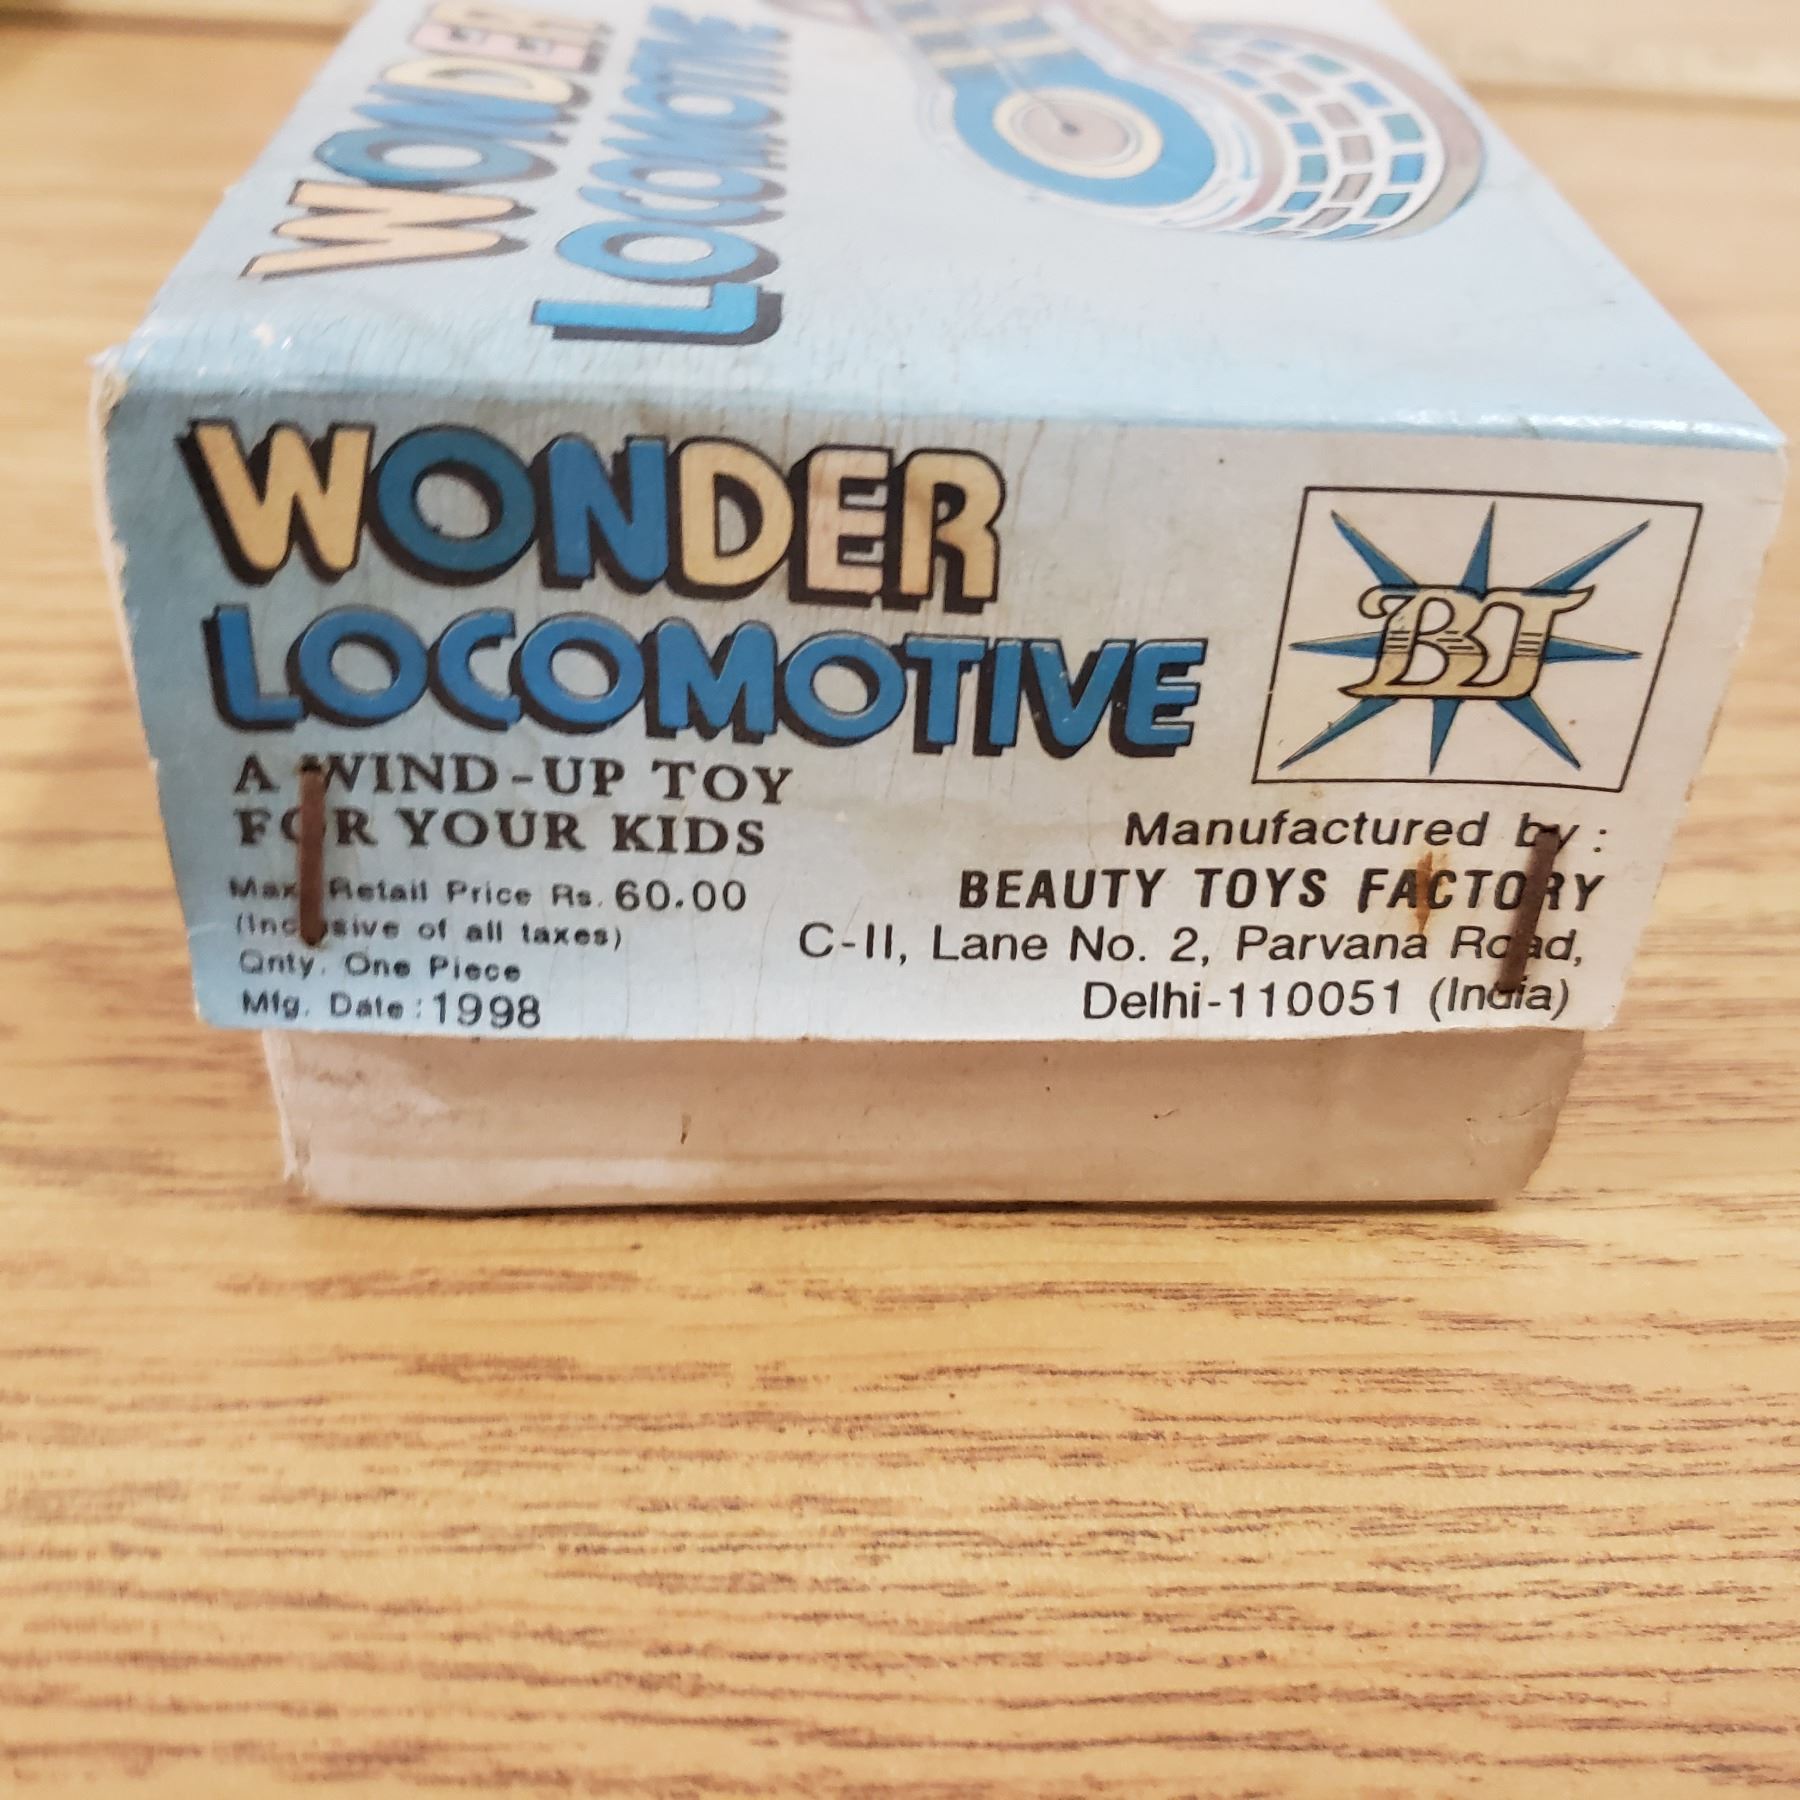 WONDER
LOCOMOTIVE
WONDER
LOCOMOTIVE
A WIND-UP TOY
FOR YOUR KIDS
Max. Retail Price Rs. 60.00
(Inclusive of all taxes)
Qnty. One Piece
Mfg. Date : 1998
BT
Manufactured by :
BEAUTY TOYS FACTORY
C-II, Lane No. 2, Parvana Road,
Delhi-110051 (India)